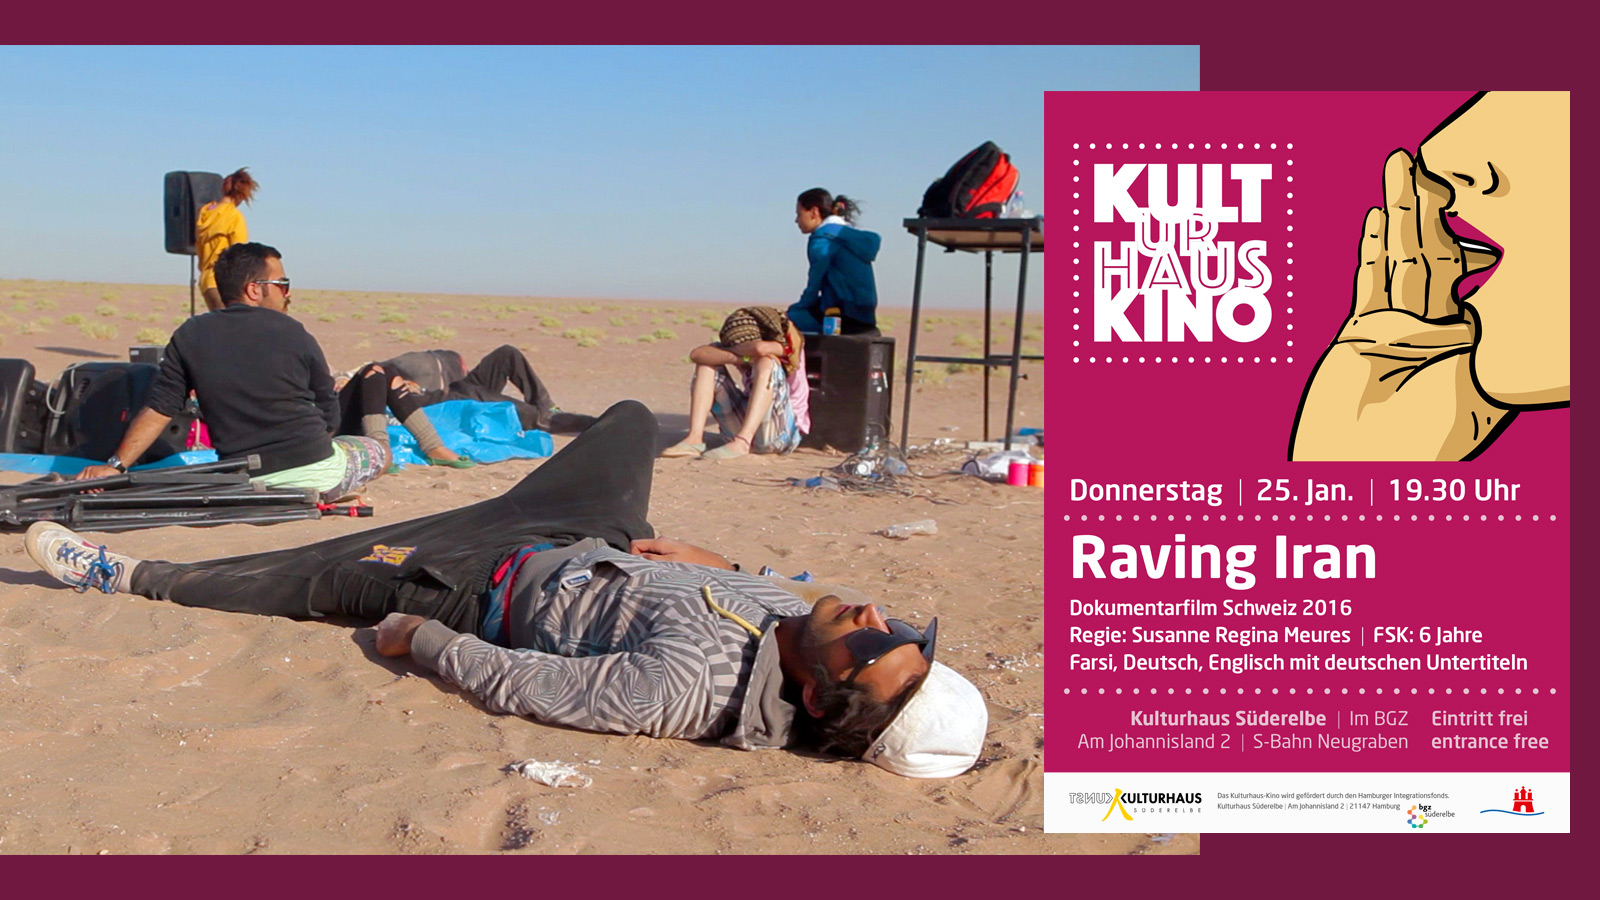 KULT
UR
HAUS
KINO
Donnerstag | 25. Jan. | 19.30 Uhr
Raving Iran
Dokumentarfilm Schweiz 2016
Regie: Susanne Regina Meures | FSK: 6 Jahre
Farsi, Deutsch, Englisch mit deutschen Untertiteln
Kulturhaus Süderelbe | Im BGZ
Am Johannisland 2 | S-Bahn Neugraben
Eintritt frei
entrance free
KUNST KULTURHAUS
SÜDERELBE
Das Kulturhaus-Kino wird gefördert durch den Hamburger Integrationsfonds.
Kulturhaus Süderelbe | Am Johannisland 2 | 21147 Hamburg
bgz
süderelbe